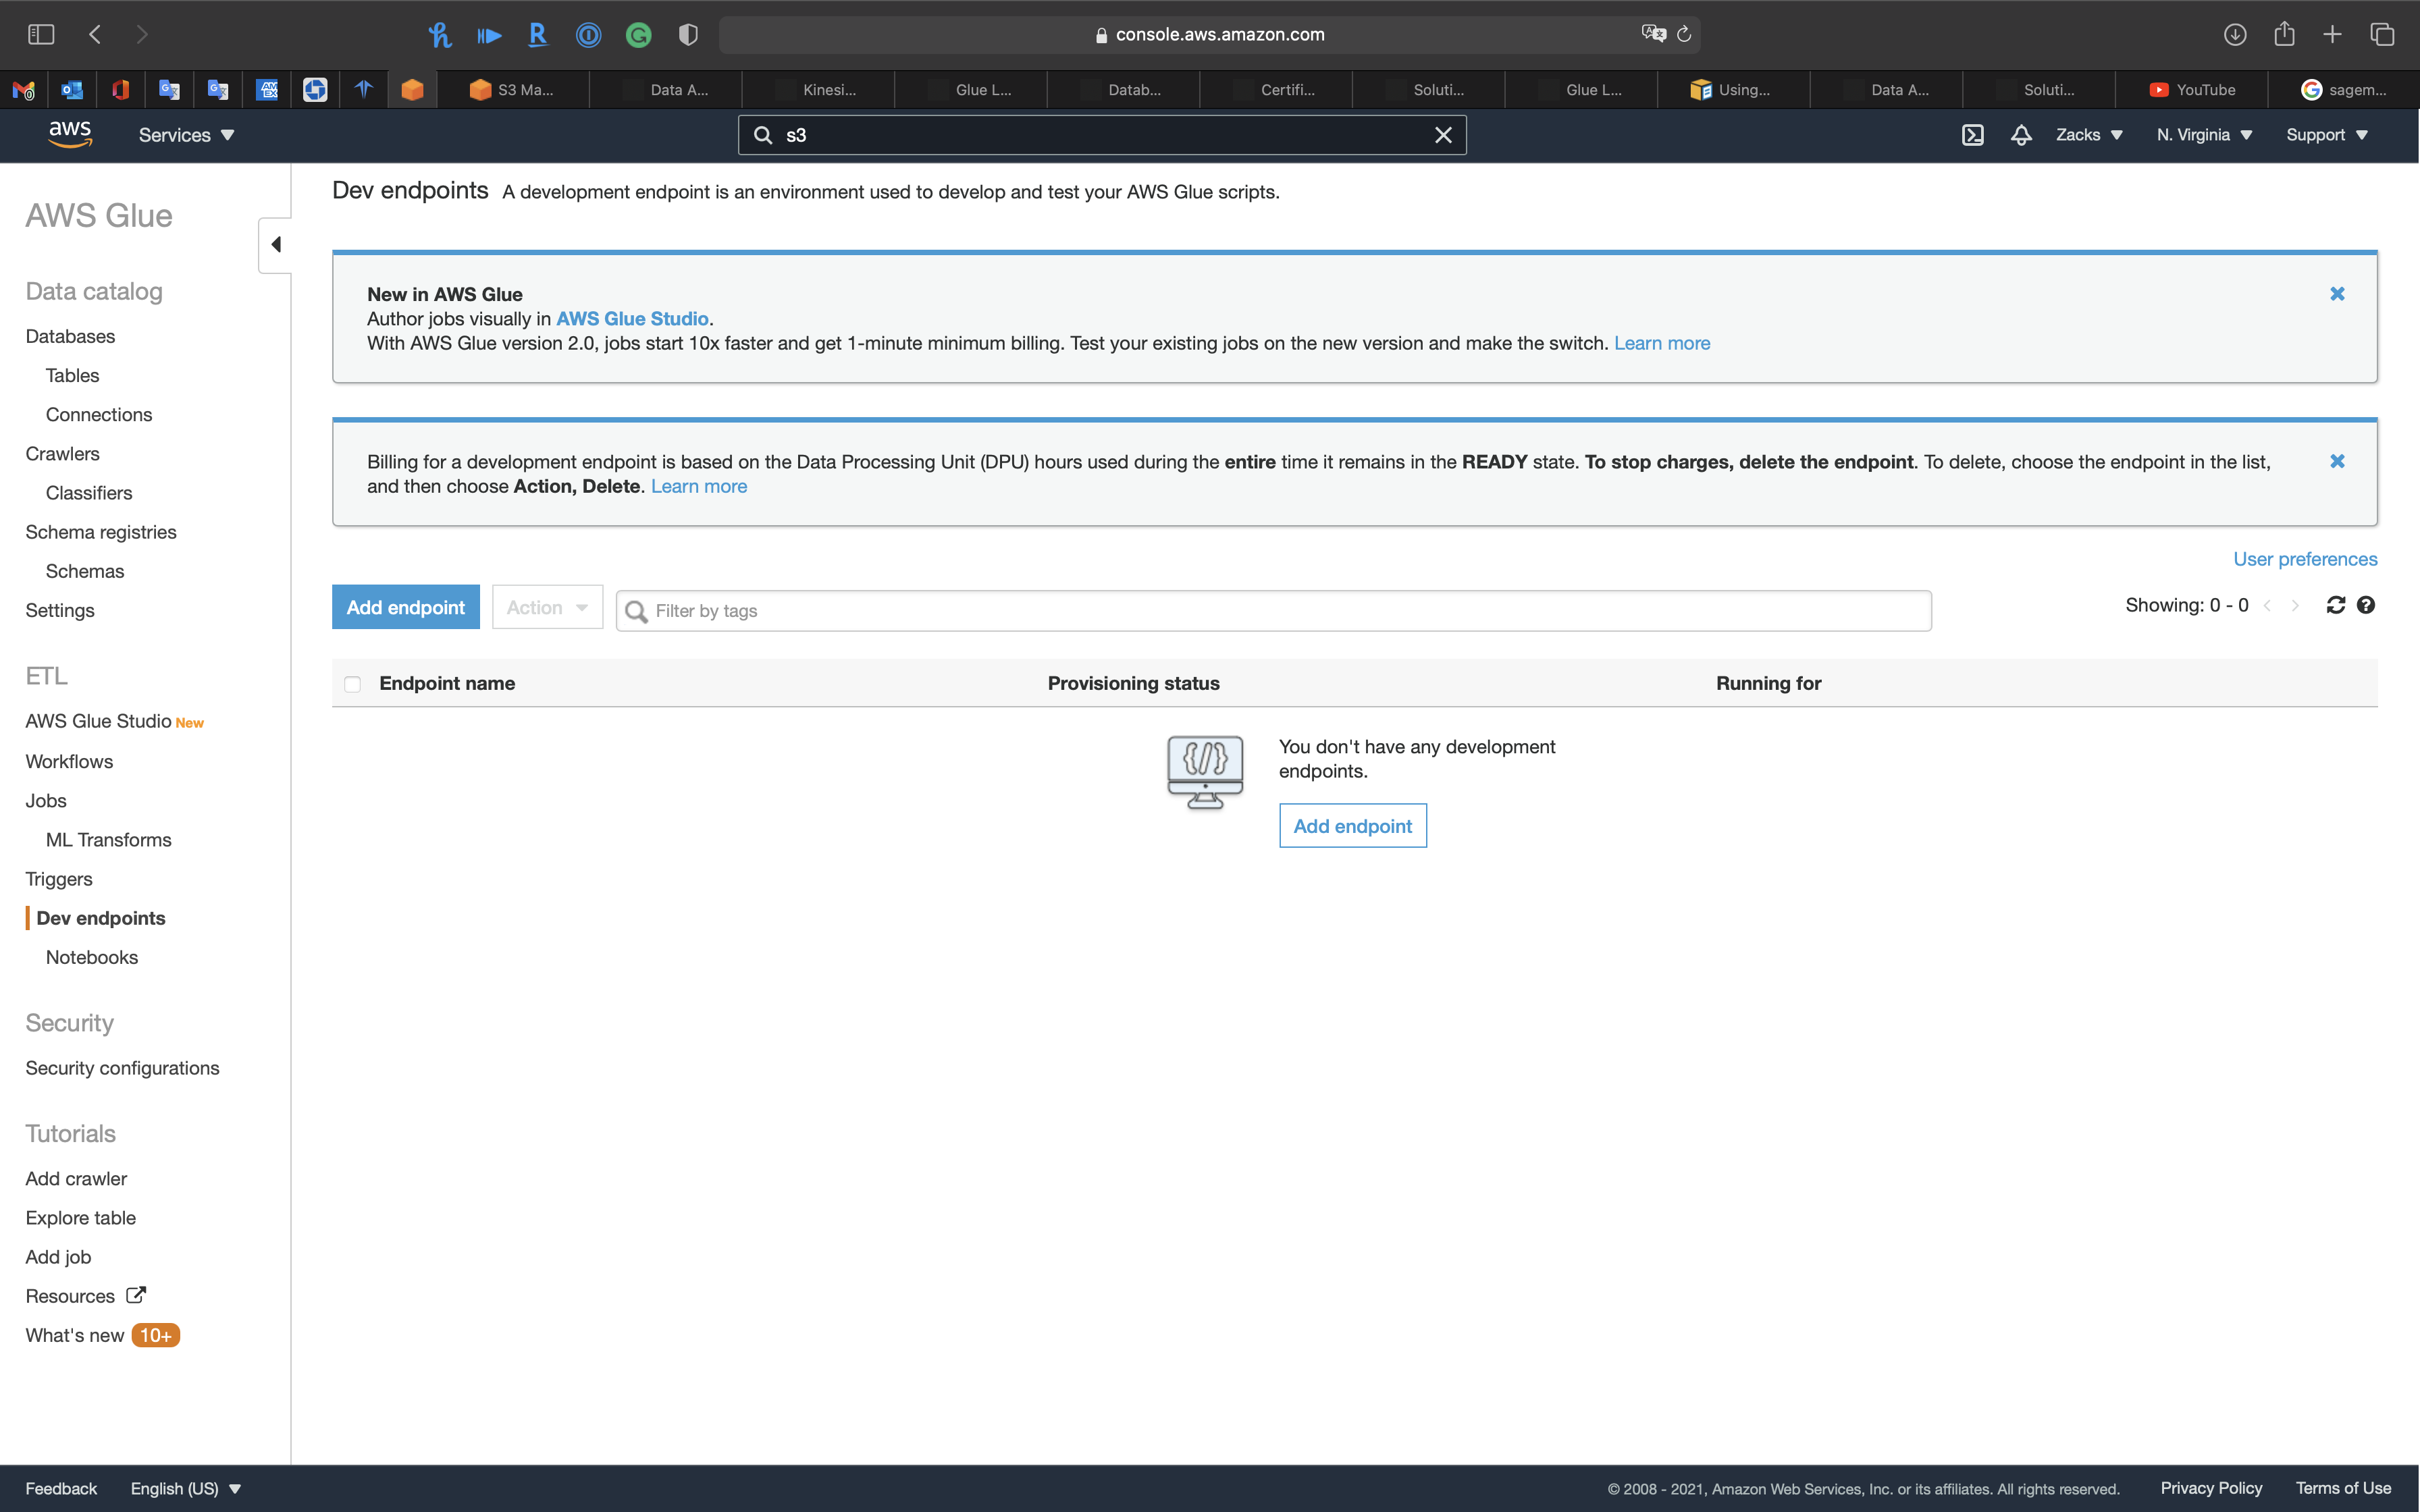 console.aws.amazon.com
S3 Ma...
Data A...
Kinesi...
Glue L...
Datab...
Certifi...
Soluti...
Glue L...
Using...
Data A...
Soluti...
YouTube
sagem...
aws
Services
s3
Zacks
N. Virginia
Support
AWS Glue
Data catalog
Databases
Tables
Connections
Crawlers
Classifiers
Schema registries
Schemas
Settings
ETL
AWS Glue Studio New
Workflows
Jobs
ML Transforms
Triggers
Dev endpoints
Notebooks
Security
Security configurations
Tutorials
Add crawler
Explore table
Add job
Resources
What's new 10+
Dev endpoints A development endpoint is an environment used to develop and test your AWS Glue scripts.
New in AWS Glue
Author jobs visually in AWS Glue Studio.
With AWS Glue version 2.0, jobs start 10x faster and get 1-minute minimum billing. Test your existing jobs on the new version and make the switch. Learn more
Billing for a development endpoint is based on the Data Processing Unit (DPU) hours used during the entire time it remains in the READY state. To stop charges, delete the endpoint. To delete, choose the endpoint in the list,
and then choose Action, Delete. Learn more
User preferences
Add endpoint
Action
Filter by tags
Showing: 0 - 0
Endpoint name
Provisioning status
Running for
You don't have any development
endpoints.
Add endpoint
Feedback
English (US)
© 2008 - 2021, Amazon Web Services, Inc. or its affiliates. All rights reserved.
Privacy Policy
Terms of Use